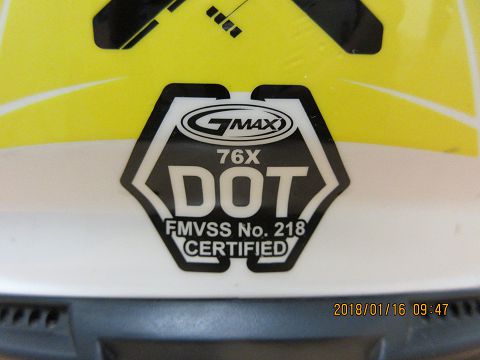 GMAX
76X
DOT
FMVSS No. 218
CERTIFIED
2018/01/16 09:47